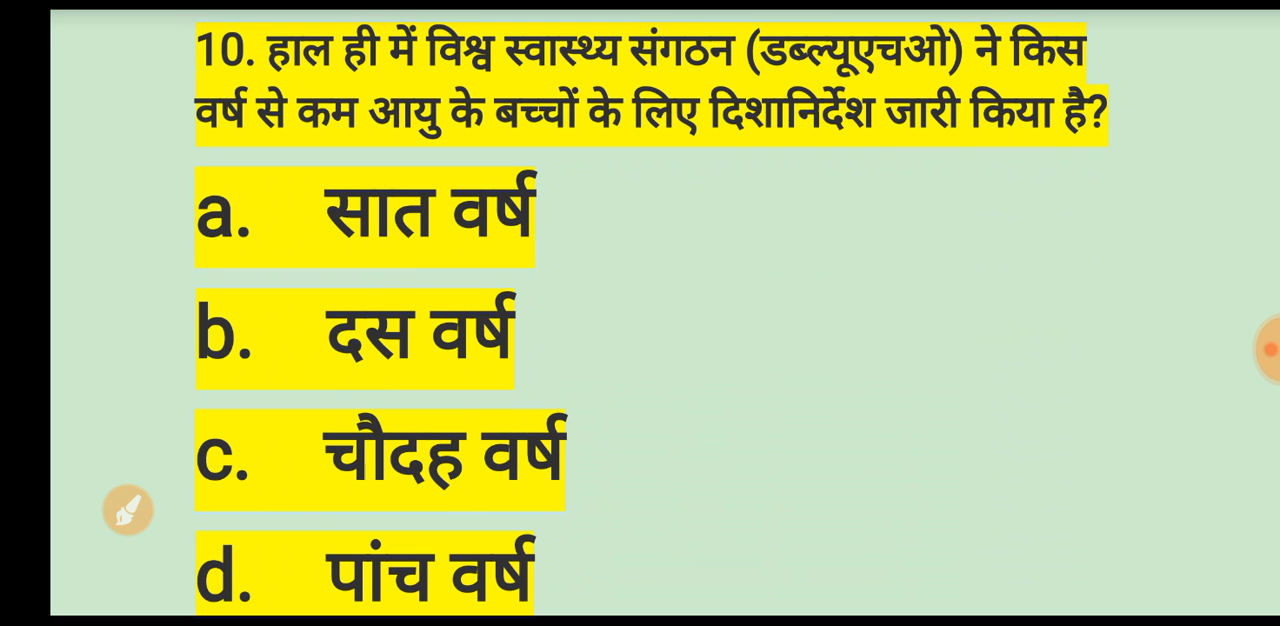 10. हाल ही में विश्व स्वास्थ्य संगठन (डब्ल्यूएचओ) ने किस
वर्ष से कम आयु के बच्चों के लिए दिशानिर्देश जारी किया है?
a. सात वर्ष
b. दस वर्ष
c. चौदह वर्ष
d. पांच वर्ष